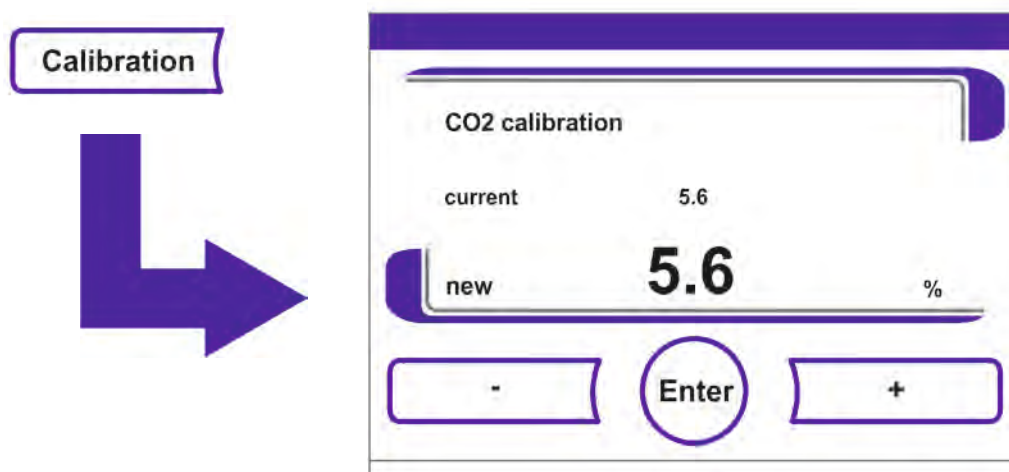 Calibration
CO2 calibration
current 5.6
new 5.6 %
- Enter +